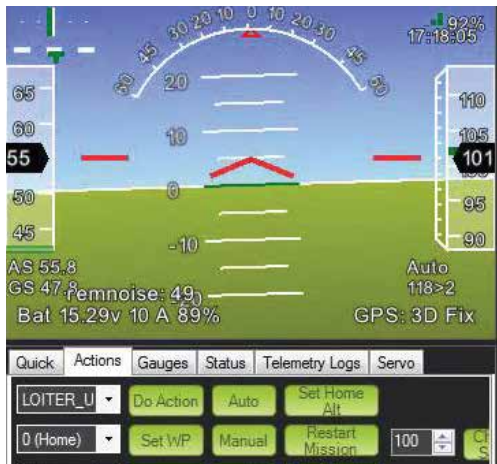 60 45 30 20 10 0 10 20 30 45 60
92%
17:18:05
65
60
55
50
45
20
10
0
-10
-20
110
105
101
95
90
AS 55.8
GS 47.8
remnoise: 49
Bat 15.29v 10 A 89%
Auto
118>2
GPS: 3D Fix
Quick Actions Gauges Status Telemetry Logs Servo
LOITER_U Do Action Auto Set Home Alt
0 (Home) Set WP Manual Restart Mission 100